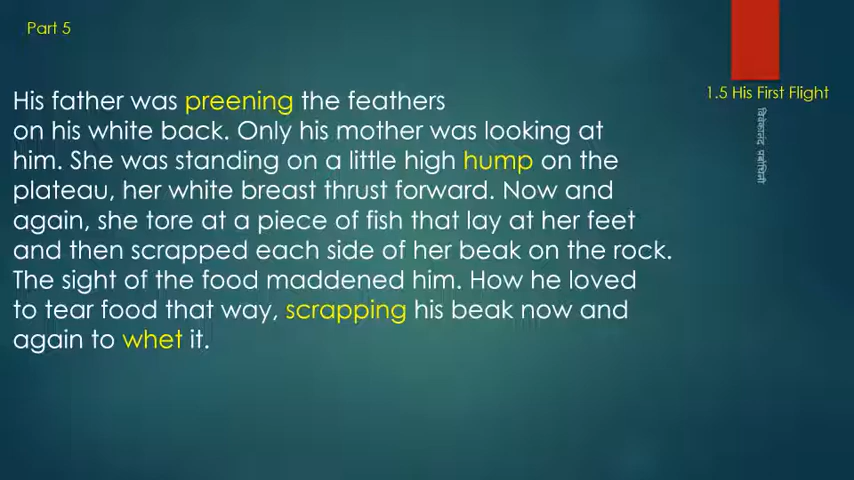 Part 5
1.5 His First Flight
His father was preening the feathers
on his white back. Only his mother was looking at
him. She was standing on a little high hump on the
plateau, her white breast thrust forward. Now and
again, she tore at a piece of fish that lay at her feet
and then scrapped each side of her beak on the rock.
The sight of the food maddened him. How he loved
to tear food that way, scrapping his beak now and
again to whet it.